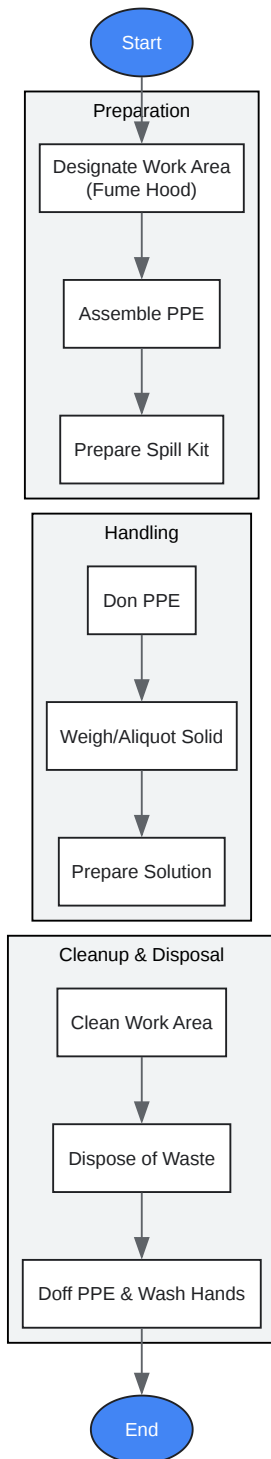 Start
Preparation
Designate Work Area
(Fume Hood)
Assemble PPE
Prepare Spill Kit
Handling
Don PPE
Weigh/Aliquot Solid
Prepare Solution
Cleanup & Disposal
Clean Work Area
Dispose of Waste
Doff PPE & Wash Hands
End